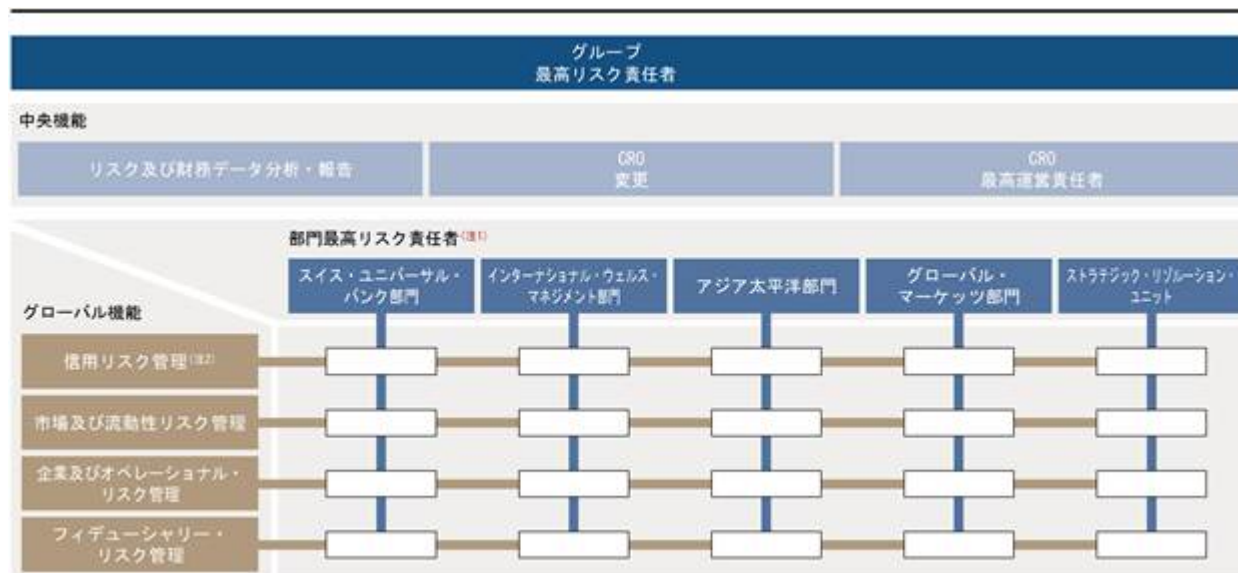 グループ
最高リスク責任者
中央機能
リスク及び財務データ分析・報告
CRO
変更
CRO
最高運営責任者
部門最高リスク責任者(注1)
スイス・ユニバーサル・
バンク部門
インターナショナル・ウェルス・
マネジメント部門
アジア太平洋部門
グローバル・
マーケッツ部門
ストラテジック・リゾルーション・
ユニット
グローバル機能
信用リスク管理(注2)
市場及び流動性リスク管理
企業及びオペレーショナル・
リスク管理
フィデューシャリー・
リスク管理